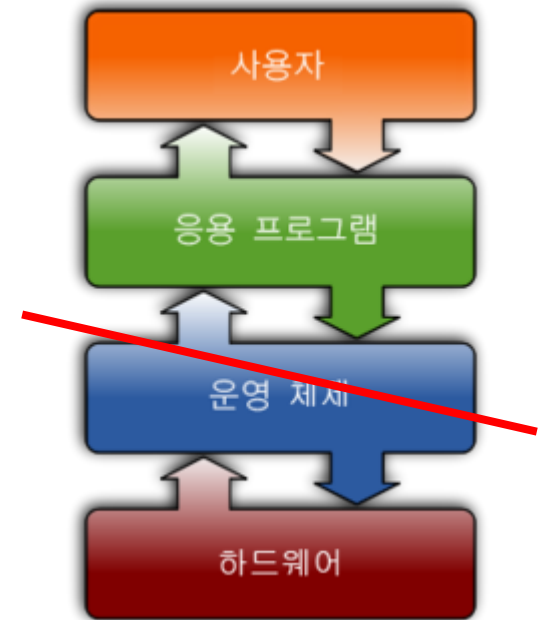 사용자
응용 프로그램
운영 체제
하드웨어